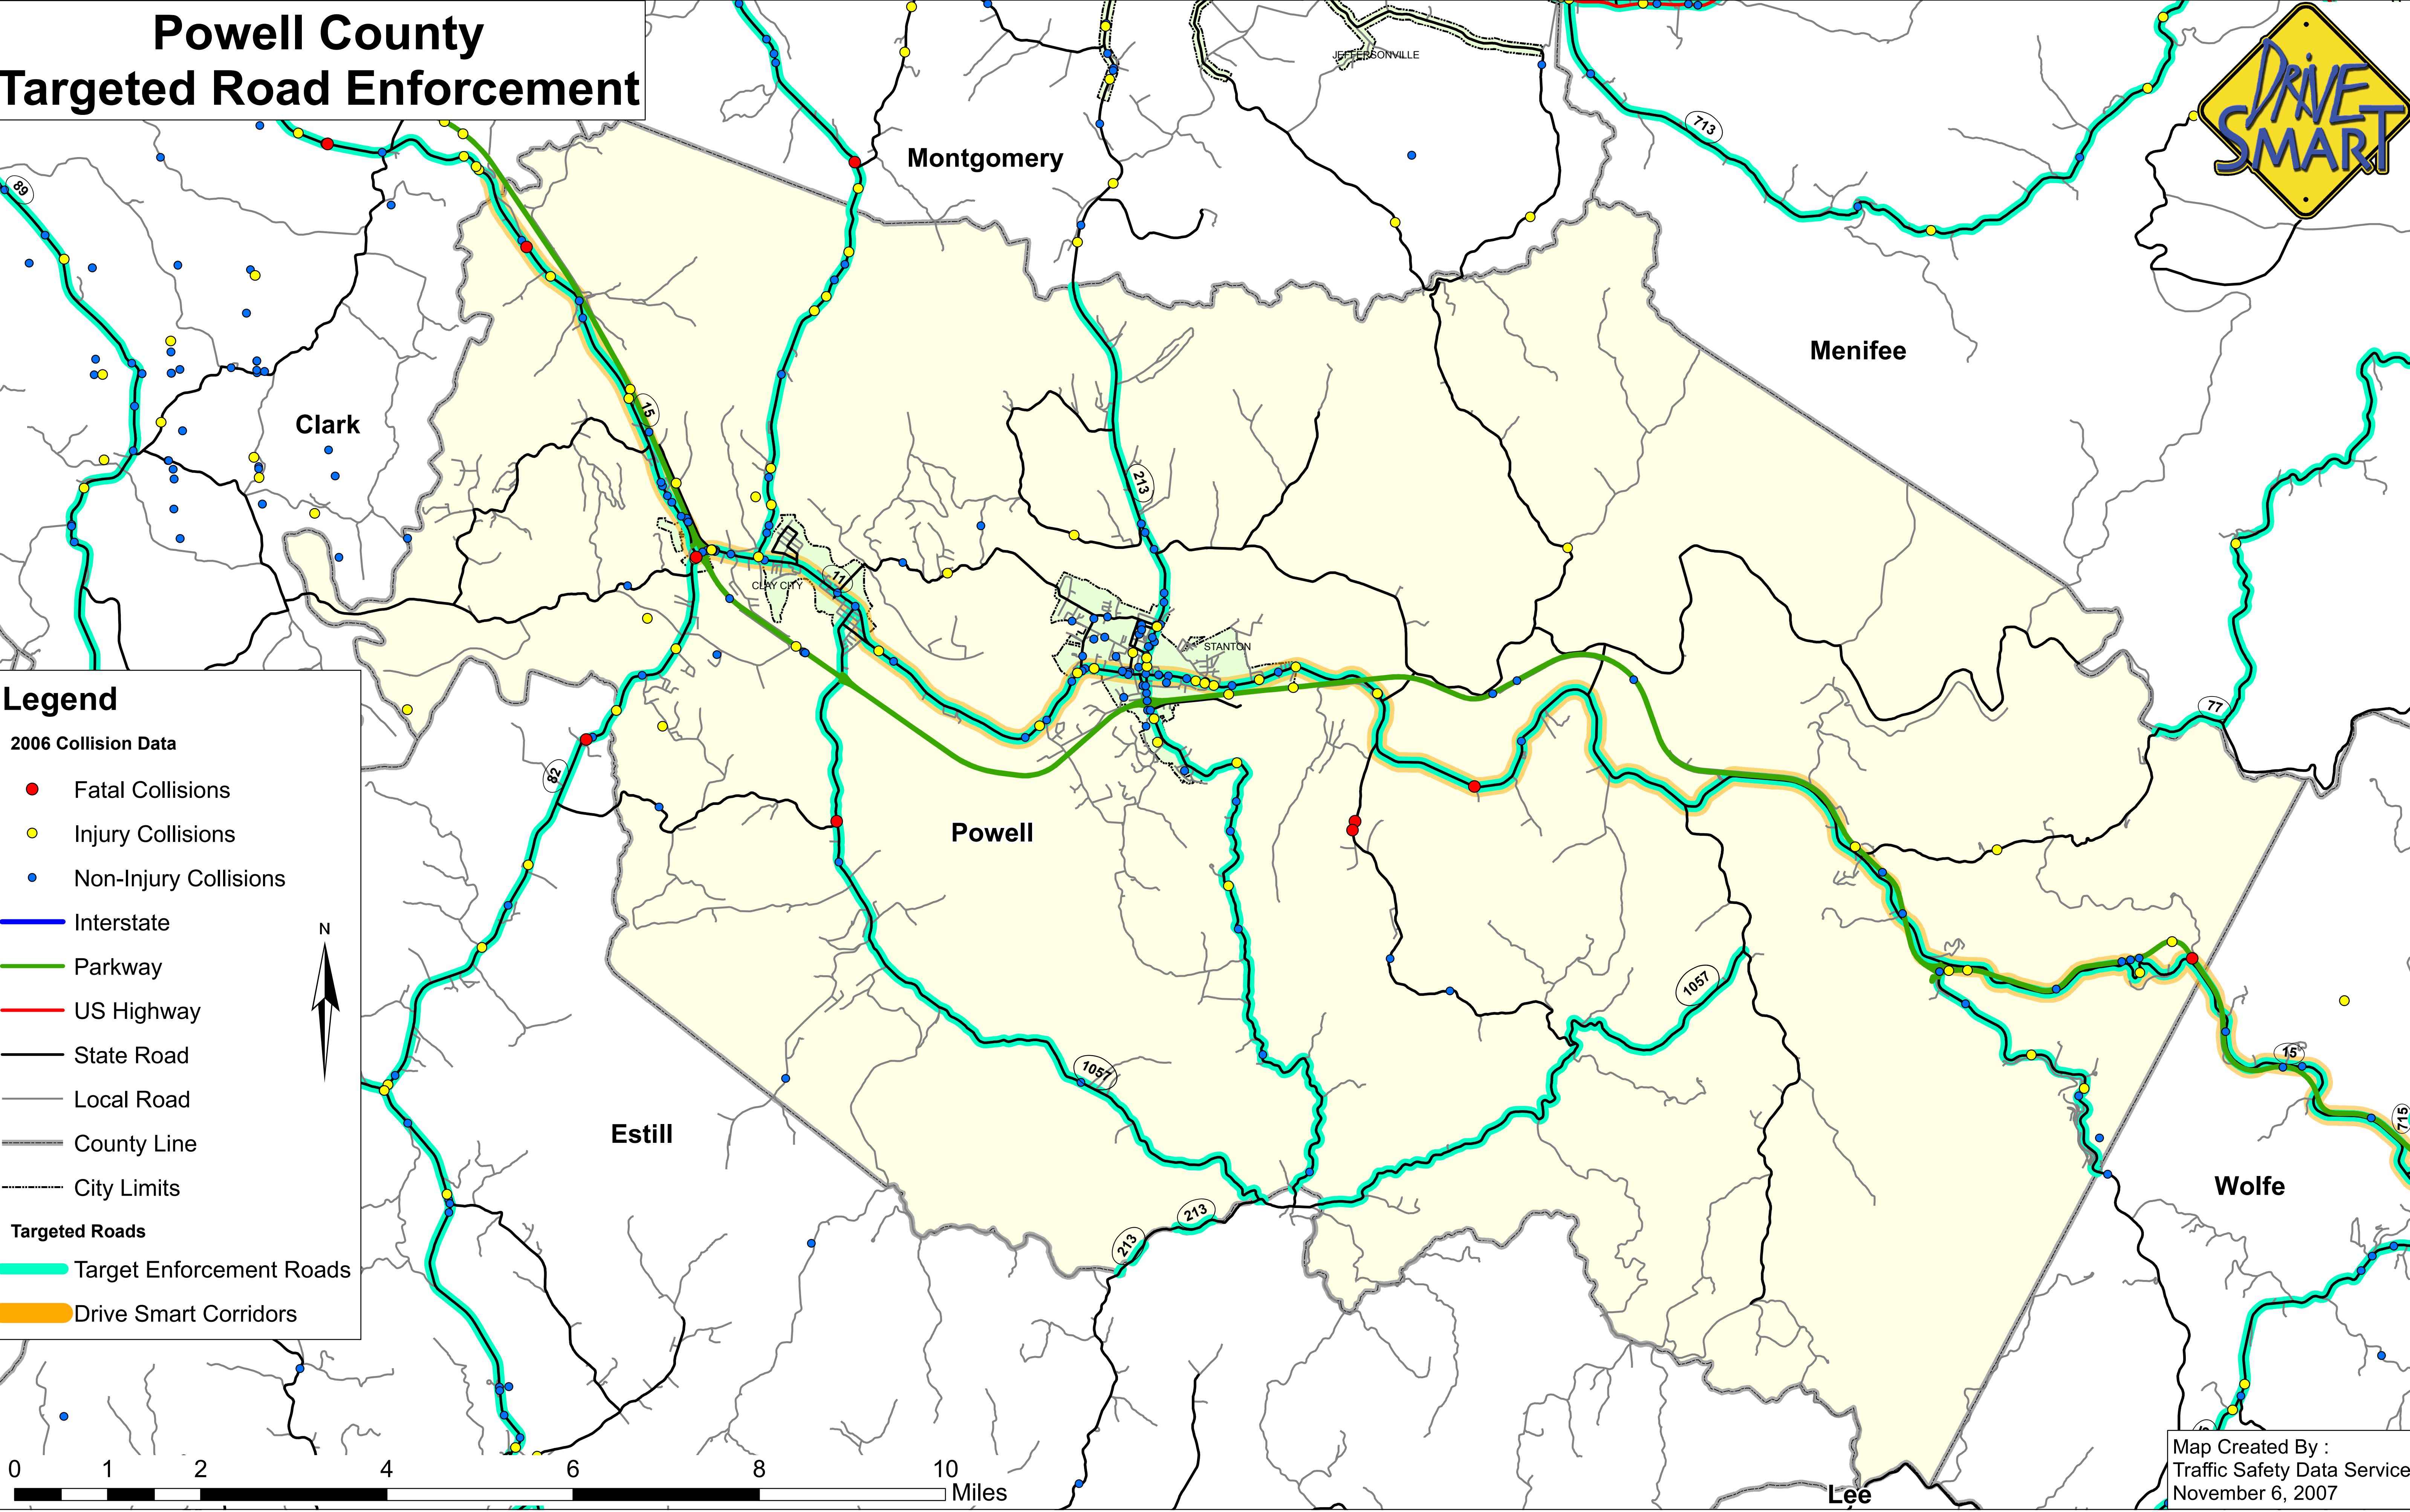 Powell County
Targeted Road Enforcement
DRIVE
SMART
JEFFERSONVILLE
Montgomery
713
89
Menifee
Clark
15
213
CLAY CITY
11
STANTON
77
82
Powell
1057
1057
15
715
Estill
Wolfe
213
213
Lee
Legend
2006 Collision Data
Fatal Collisions
Injury Collisions
Non-Injury Collisions
Interstate
N
Parkway
US Highway
State Road
Local Road
County Line
City Limits
Targeted Roads
Target Enforcement Roads
Drive Smart Corridors
0 1 2 4 6 8 10
Miles
Map Created By :
Traffic Safety Data Service
November 6, 2007